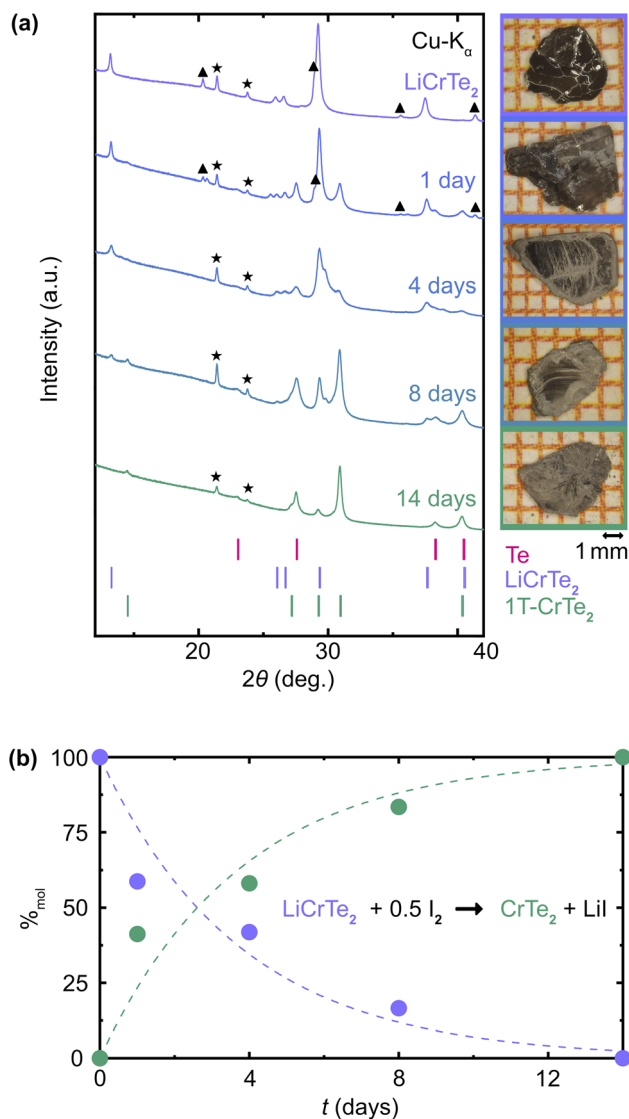 (a)
Cu-Kα
LiCrTe₂
1 day
4 days
8 days
14 days
Intensity (a.u.)
1 mm
Te
LiCrTe₂
1T-CrTe₂
20 30 40
2θ (deg.)
(b)
100
75
50
25
0
%mol
LiCrTe₂ + 0.5 I₂ → CrTe₂ + LiI
0 4 8 12
t (days)